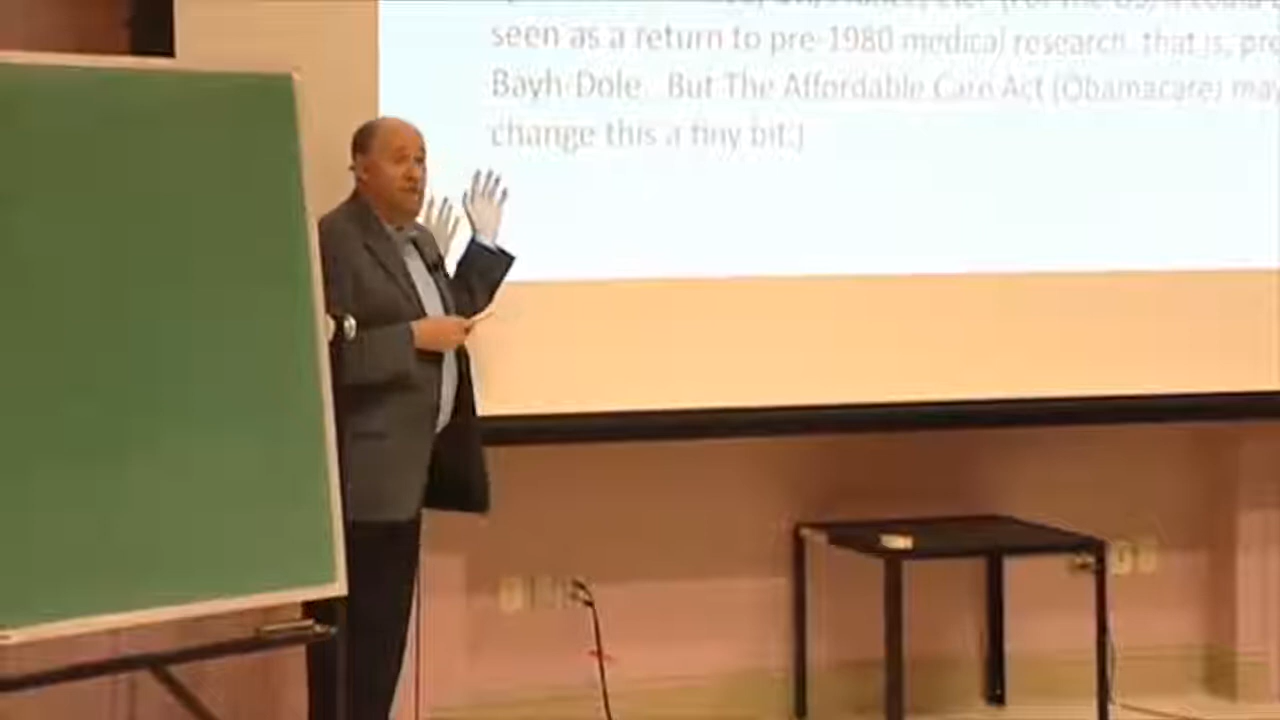 seen as a return to pre-1980 medical research, that is, pre
Bayh-Dole. But The Affordable Care Act (Obamacare) may
change this a tiny bit.)